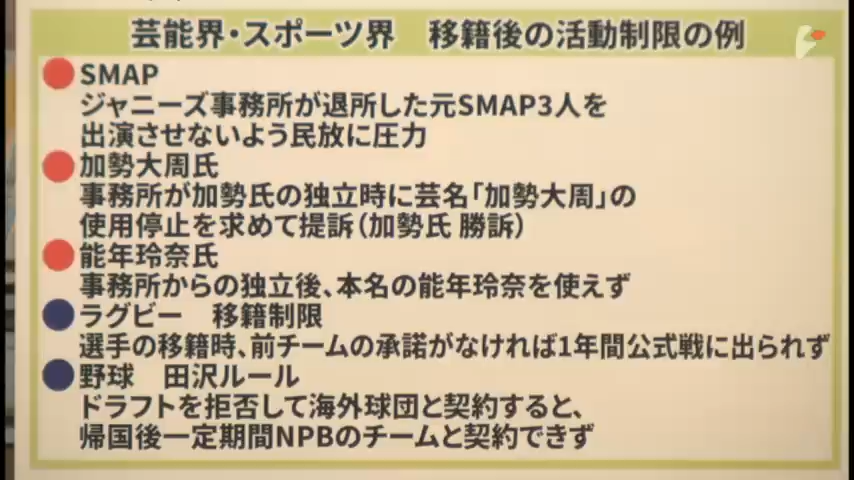 芸能界・スポーツ界　移籍後の活動制限の例
SMAP
ジャニーズ事務所が退所した元SMAP3人を
出演させないよう民放に圧力
加勢大周氏
事務所が加勢氏の独立時に芸名「加勢大周」の
使用停止を求めて提訴（加勢氏 勝訴）
能年玲奈氏
事務所からの独立後、本名の能年玲奈を使えず
ラグビー　移籍制限
選手の移籍時、前チームの承諾がなければ1年間公式戦に出られず
野球　田沢ルール
ドラフトを拒否して海外球団と契約すると、
帰国後一定期間NPBのチームと契約できず